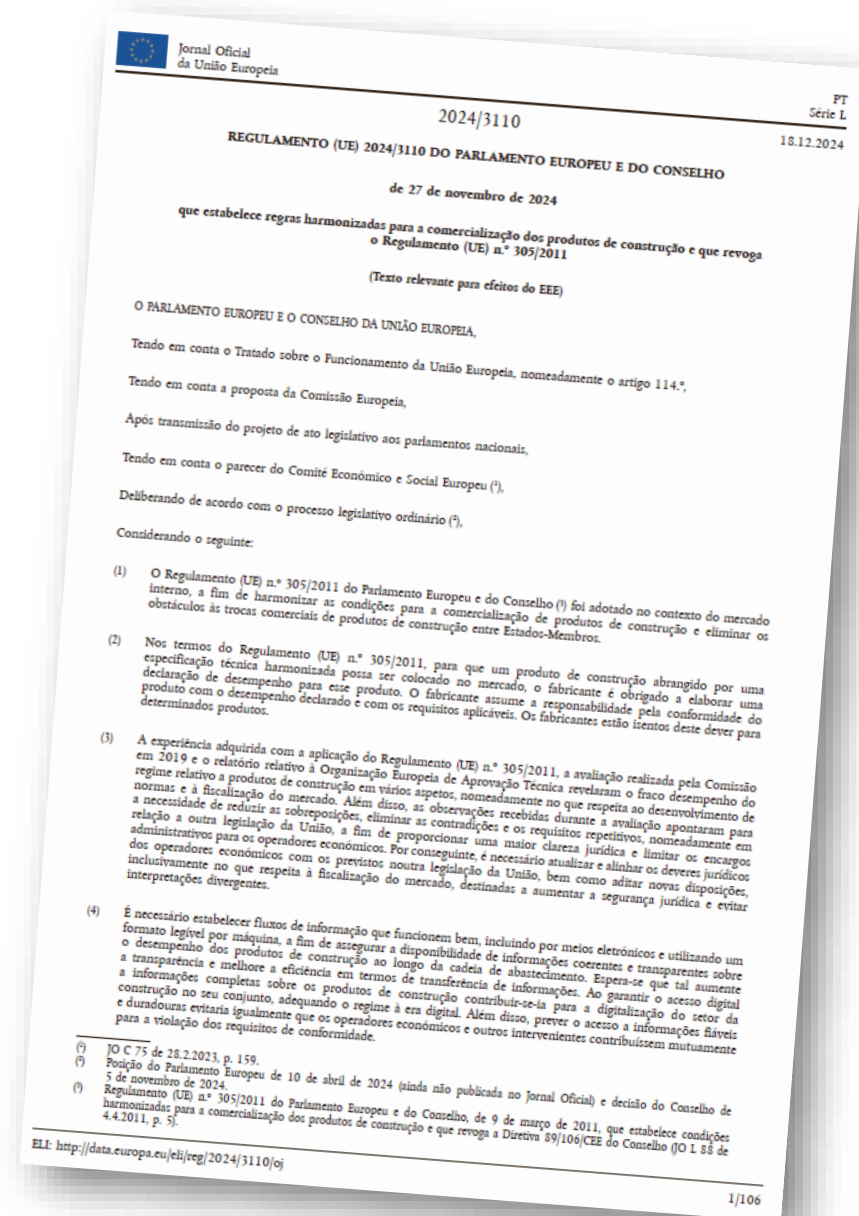 Jornal Oficial
da União Europeia
PT
Série L
2024/3110
18.12.2024
REGULAMENTO (UE) 2024/3110 DO PARLAMENTO EUROPEU E DO CONSELHO
de 27 de novembro de 2024
que estabelece regras harmonizadas para a comercialização dos produtos de construção e que revoga
o Regulamento (UE) n.º 305/2011
(Texto relevante para efeitos do EEE)
O PARLAMENTO EUROPEU E O CONSELHO DA UNIÃO EUROPEIA,
Tendo em conta o Tratado sobre o Funcionamento da União Europeia, nomeadamente o artigo 114.º,
Tendo em conta a proposta da Comissão Europeia,
Após transmissão do projeto de ato legislativo aos parlamentos nacionais,
Tendo em conta o parecer do Comité Económico e Social Europeu (¹),
Deliberando de acordo com o processo legislativo ordinário (²),
Considerando o seguinte:
(1) O Regulamento (UE) n.º 305/2011 do Parlamento Europeu e do Conselho (³) foi adotado no contexto do mercado
interno, a fim de harmonizar as condições para a comercialização de produtos de construção e eliminar os
obstáculos às trocas comerciais de produtos de construção entre Estados-Membros.
(2) Nos termos do Regulamento (UE) n.º 305/2011, para que um produto de construção abrangido por uma
especificação técnica harmonizada possa ser colocado no mercado, o fabricante é obrigado a elaborar uma
declaração de desempenho para esse produto. O fabricante assume a responsabilidade pela conformidade do
produto com o desempenho declarado e com os requisitos aplicáveis. Os fabricantes estão isentos deste dever para
determinados produtos.
(3) A experiência adquirida com a aplicação do Regulamento (UE) n.º 305/2011, a avaliação realizada pela Comissão
em 2019 e o relatório relativo à Organização Europeia de Aprovação Técnica revelaram o fraco desempenho do
regime relativo a produtos de construção em vários aspetos, nomeadamente no que respeita ao desenvolvimento de
normas e à fiscalização do mercado. Além disso, as observações recebidas durante a avaliação apontaram para
a necessidade de reduzir as sobreposições, eliminar as contradições e os requisitos repetitivos, nomeadamente em
relação a outra legislação da União, a fim de proporcionar uma maior clareza jurídica e limitar os encargos
administrativos para os operadores económicos. Por conseguinte, é necessário atualizar e alinhar os deveres jurídicos
dos operadores económicos com os previstos noutra legislação da União, bem como aditar novas disposições,
inclusivamente no que respeita à fiscalização do mercado, destinadas a aumentar a segurança jurídica e evitar
interpretações divergentes.
(4) É necessário estabelecer fluxos de informação que funcionem bem, incluindo por meios eletrónicos e utilizando um
formato legível por máquina, a fim de assegurar a disponibilidade de informações coerentes e transparentes sobre
o desempenho dos produtos de construção ao longo da cadeia de abastecimento. Espera-se que tal aumente
a transparência e melhore a eficiência em termos de transferência de informações. Ao garantir o acesso digital
a informações completas sobre os produtos de construção contribuir-se-ia para a digitalização do setor da
construção no seu conjunto, adequando o regime à era digital. Além disso, prever o acesso a informações fiáveis
e duradouras evitaria igualmente que os operadores económicos e outros intervenientes contribuíssem mutuamente
para a violação dos requisitos de conformidade.
(¹) JO C 75 de 28.2.2023, p. 159.
(²) Posição do Parlamento Europeu de 10 de abril de 2024 (ainda não publicada no Jornal Oficial) e decisão do Conselho de
5 de novembro de 2024.
(³) Regulamento (UE) n.º 305/2011 do Parlamento Europeu e do Conselho, de 9 de março de 2011, que estabelece condições
harmonizadas para a comercialização dos produtos de construção e que revoga a Diretiva 89/106/CEE do Conselho (JO L 88 de
4.4.2011, p. 5).
ELI: http://data.europa.eu/eli/reg/2024/3110/oj
1/106